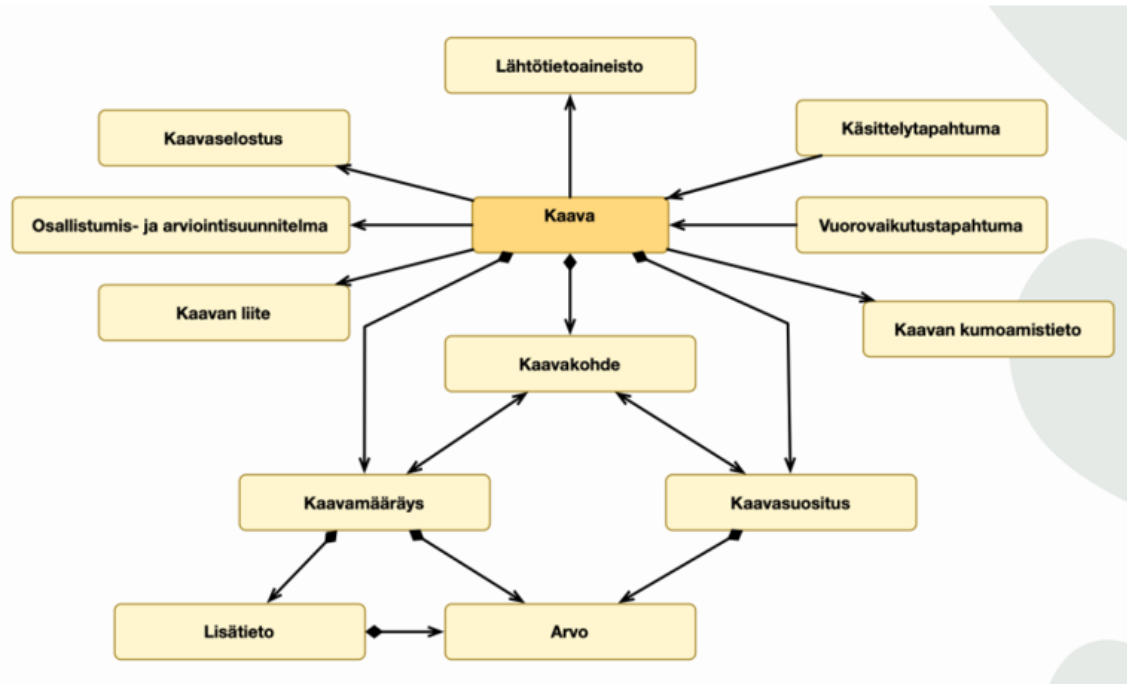 Lähtötietoaineisto
Kaavaselostus
Käsittelytapahtuma
Kaava
Osallistumis- ja arviointisuunnitelma
Vuorovaikutustapahtuma
Kaavan liite
Kaavan kumoamistieto
Kaavakohde
Kaavamääräys
Kaavasuositus
Lisätieto
Arvo